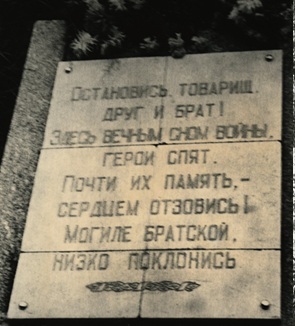 Остановись, товарищ,
друг и брат!
Здесь вечным сном войны,
герои спят.
Почти их память,-
сердцем отзовись!
Могиле братской,
низко поклонись